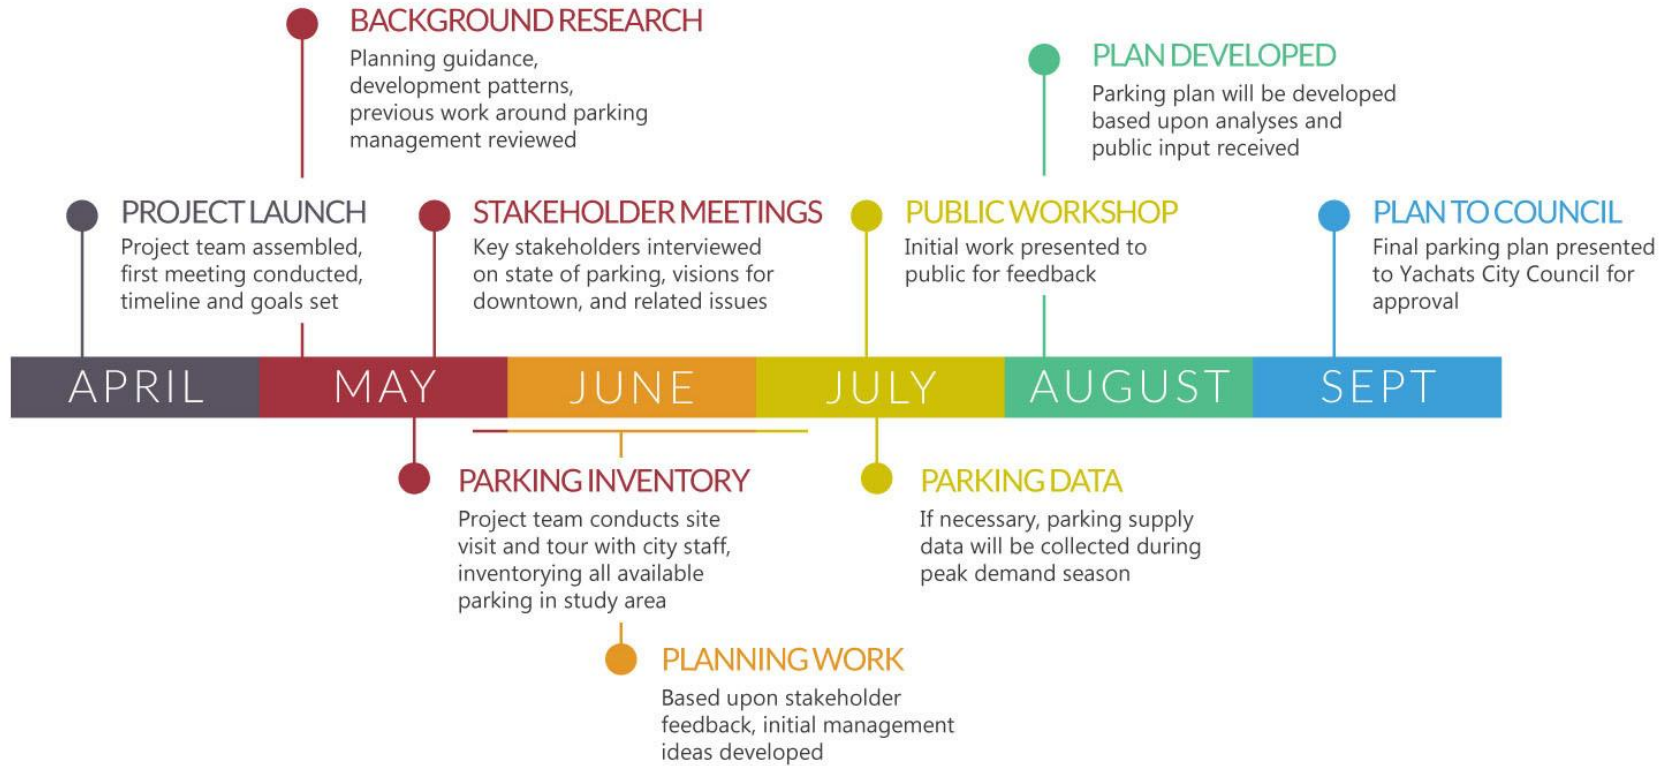 BACKGROUND RESEARCH
Planning guidance,
development patterns,
previous work around parking
management reviewed
PLAN DEVELOPED
Parking plan will be developed
based upon analyses and
public input received
PROJECT LAUNCH
Project team assembled,
first meeting conducted,
timeline and goals set
STAKEHOLDER MEETINGS
Key stakeholders interviewed
on state of parking, visions for
downtown, and related issues
PUBLIC WORKSHOP
Initial work presented to
public for feedback
PLAN TO COUNCIL
Final parking plan presented
to Yachats City Council for
approval
APRIL
MAY
JUNE
JULY
AUGUST
SEPT
PARKING INVENTORY
Project team conducts site
visit and tour with city staff,
inventorying all available
parking in study area
PARKING DATA
If necessary, parking supply
data will be collected during
peak demand season
PLANNING WORK
Based upon stakeholder
feedback, initial management
ideas developed